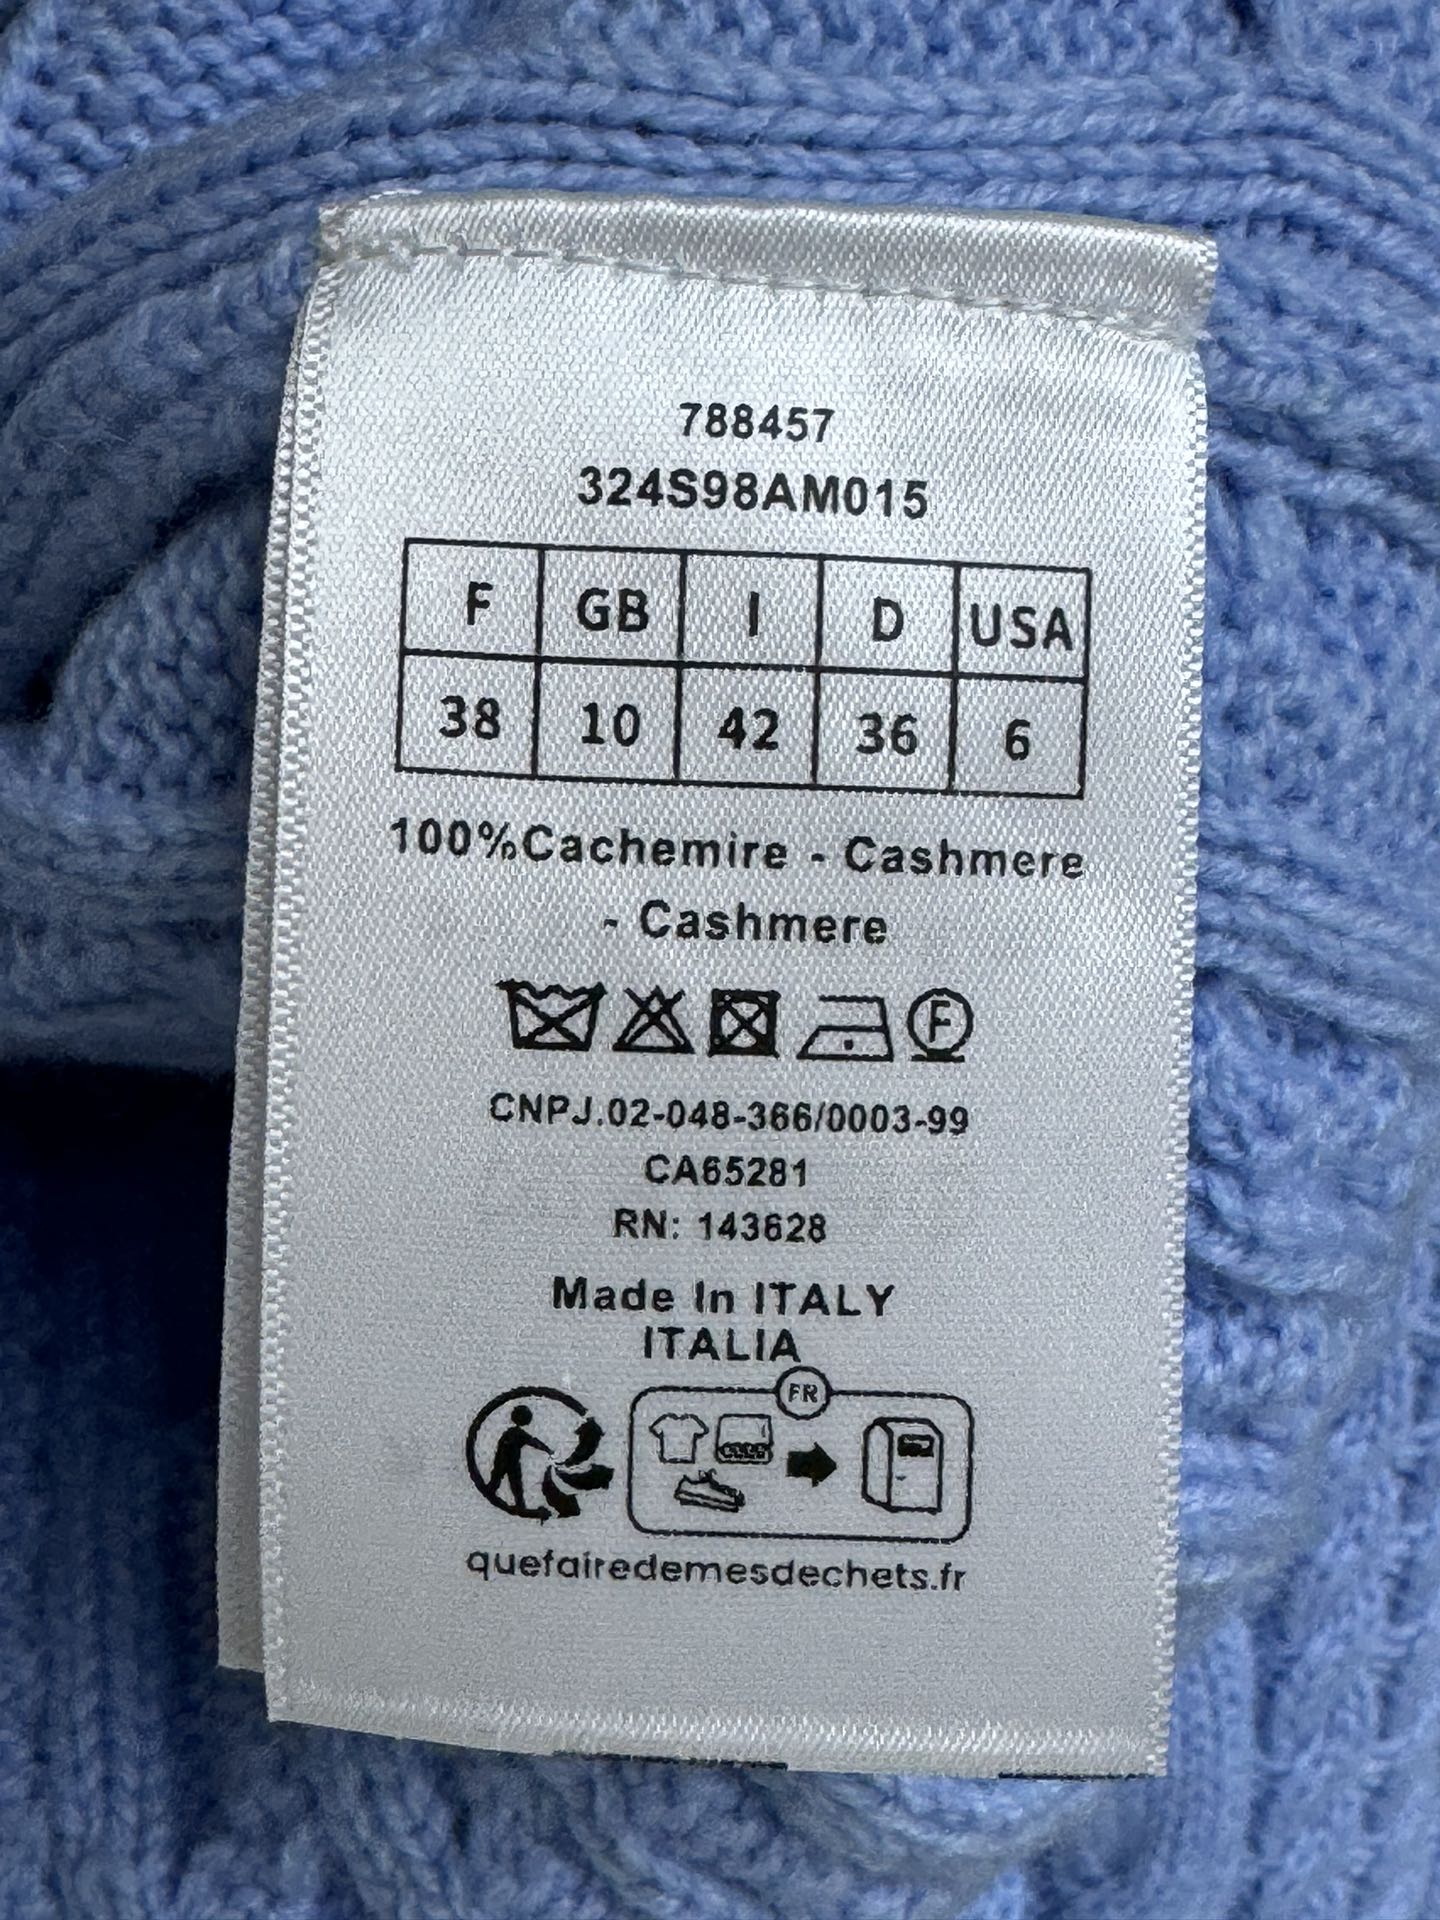 788457
324S98AM015
F GB I D USA
38 10 42 36 6
100%Cachemire - Cashmere
- Cashmere
F
CNPJ.02-048-366/0003-99
CA65281
RN: 143628
Made In ITALY
ITALIA
FR
quefairedemesdechets.fr